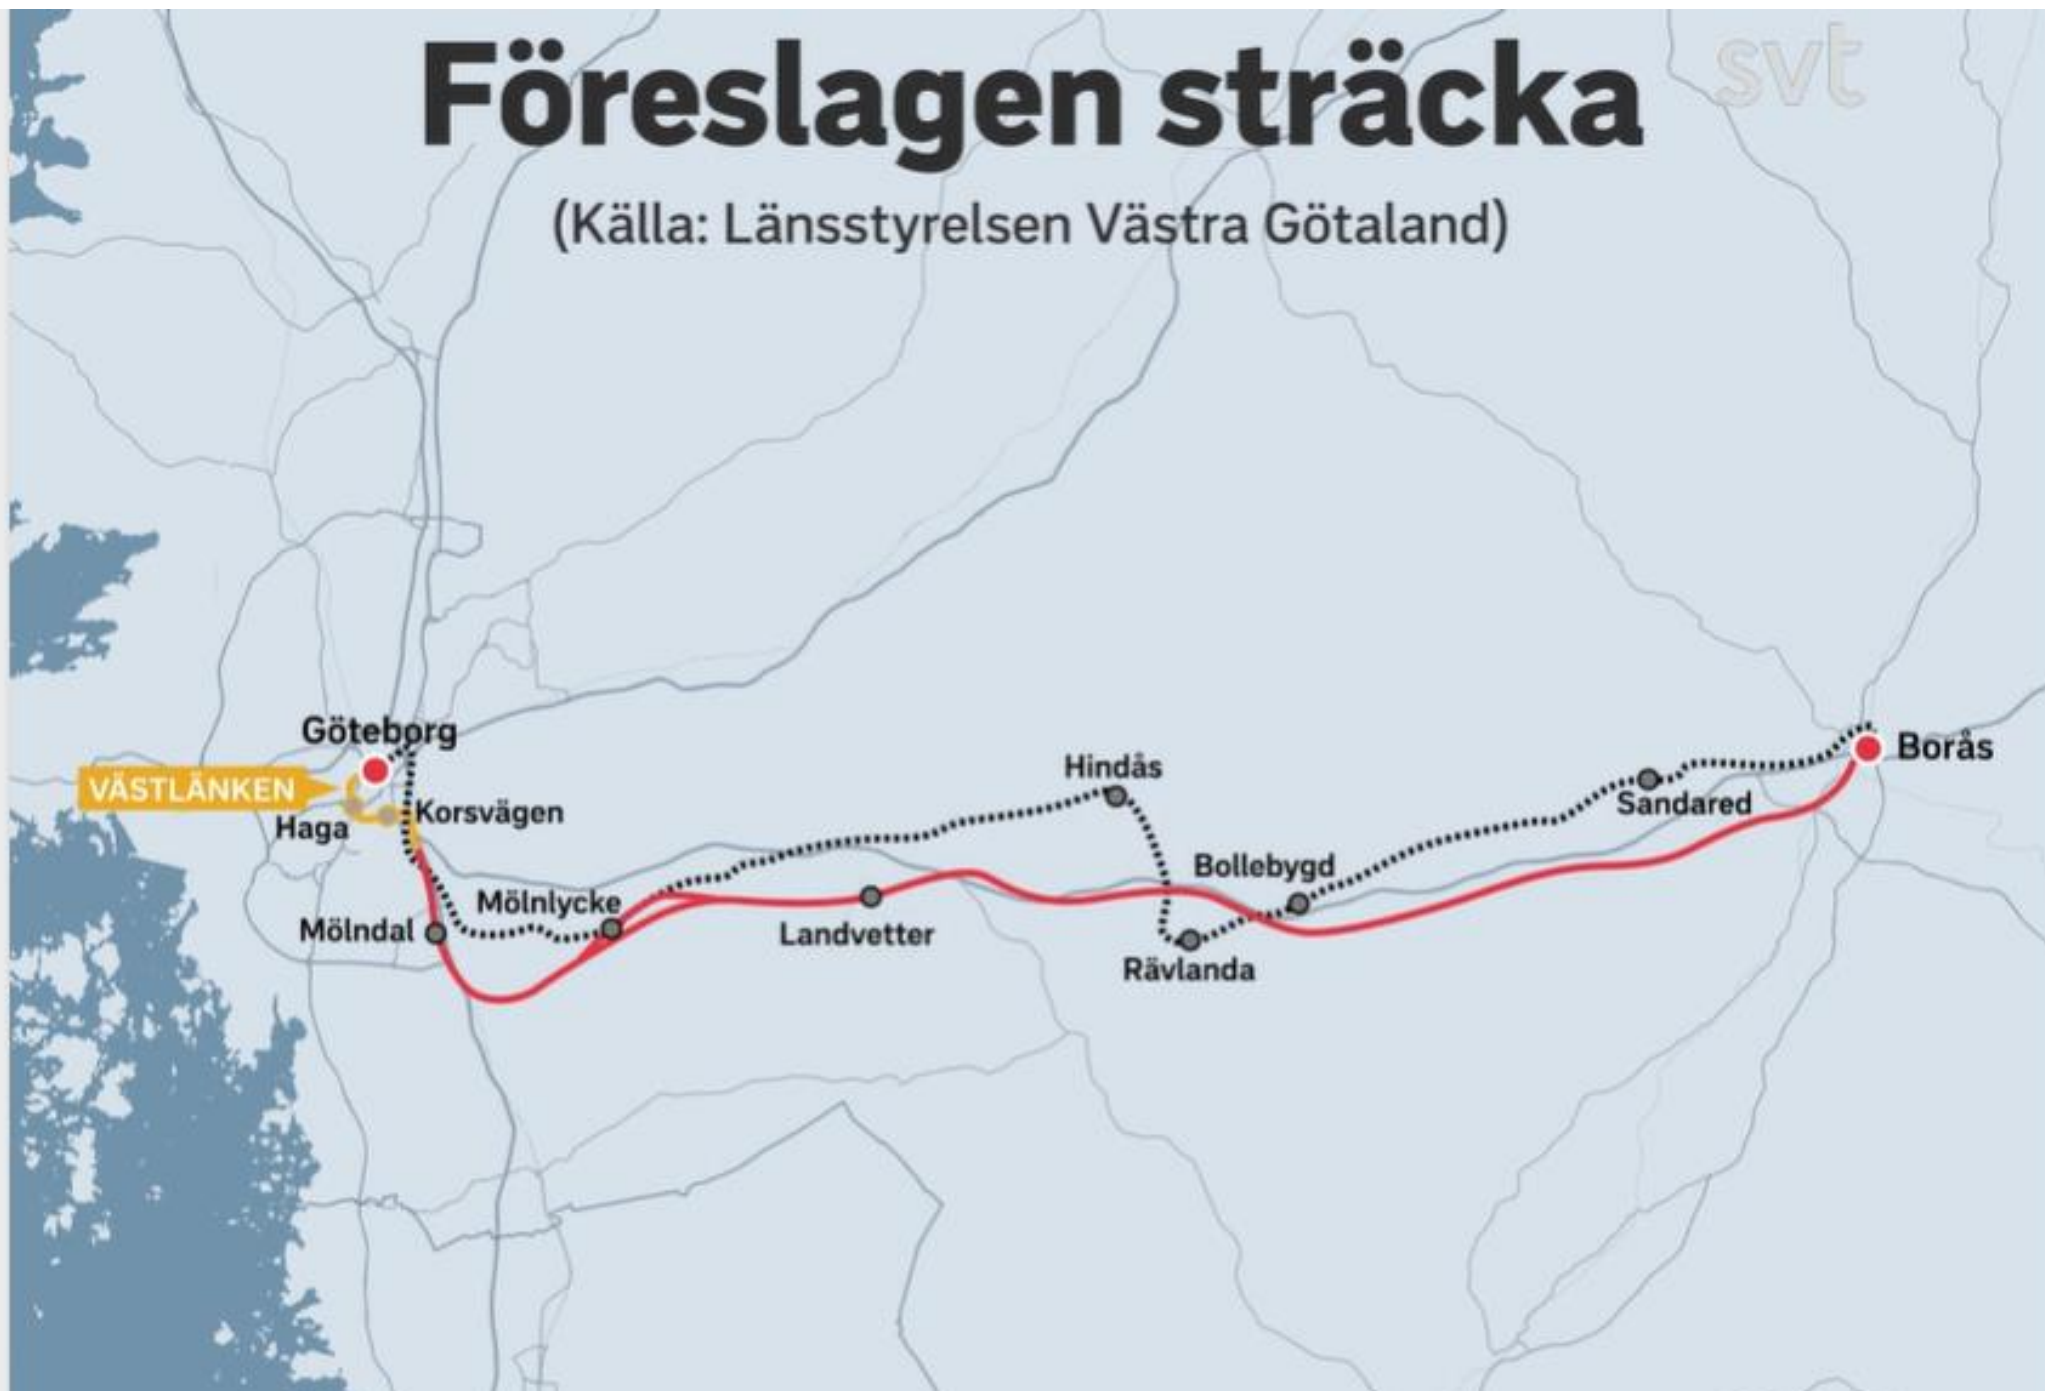 svt
Föreslagen sträcka
(Källa: Länsstyrelsen Västra Götaland)
Göteborg
VÄSTLÄNKEN
Haga
Korsvägen
Mölndal
Mölnlycke
Landvetter
Hindås
Rävlanda
Bollebygd
Sandared
Borås